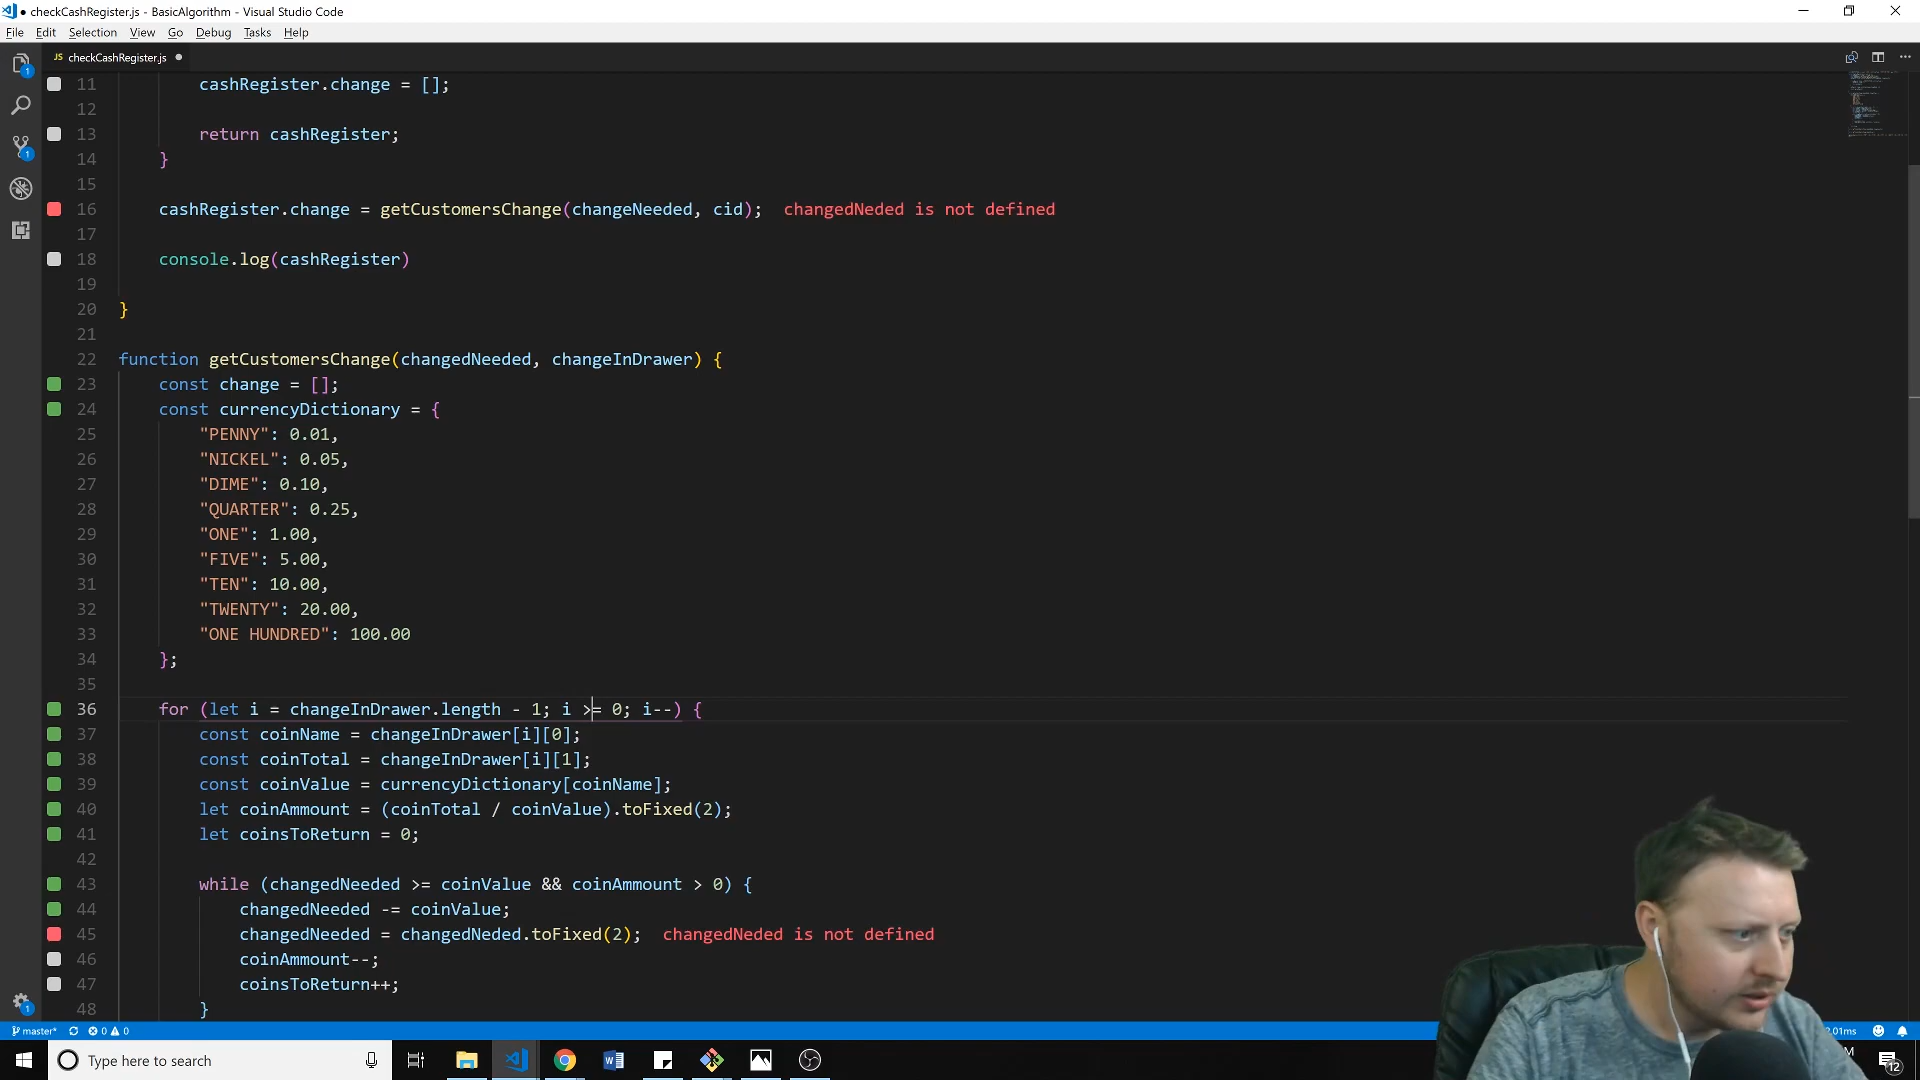 checkCashRegister.js - BasicAlgorithm - Visual Studio Code
File Edit Selection View Go Debug Tasks Help
JS checkCashRegister.js
11 cashRegister.change = [];
12
13 return cashRegister;
14 }
15
16 cashRegister.change = getCustomersChange(changeNeeded, cid); changedNeded is not defined
17
18 console.log(cashRegister)
19
20 }
21
22 function getCustomersChange(changedNeeded, changeInDrawer) {
23 const change = [];
24 const currencyDictionary = {
25 "PENNY": 0.01,
26 "NICKEL": 0.05,
27 "DIME": 0.10,
28 "QUARTER": 0.25,
29 "ONE": 1.00,
30 "FIVE": 5.00,
31 "TEN": 10.00,
32 "TWENTY": 20.00,
33 "ONE HUNDRED": 100.00
34 };
35
36 for (let i = changeInDrawer.length - 1; i >= 0; i--) {
37 const coinName = changeInDrawer[i][0];
38 const coinTotal = changeInDrawer[i][1];
39 const coinValue = currencyDictionary[coinName];
40 let coinAmmount = (coinTotal / coinValue).toFixed(2);
41 let coinsToReturn = 0;
42
43 while (changedNeeded >= coinValue && coinAmmount > 0) {
44 changedNeeded -= coinValue;
45 changedNeeded = changedNeded.toFixed(2); changedNeded is not defined
46 coinAmmount--;
47 coinsToReturn++;
48 }
master* 0 0
Type here to search
12